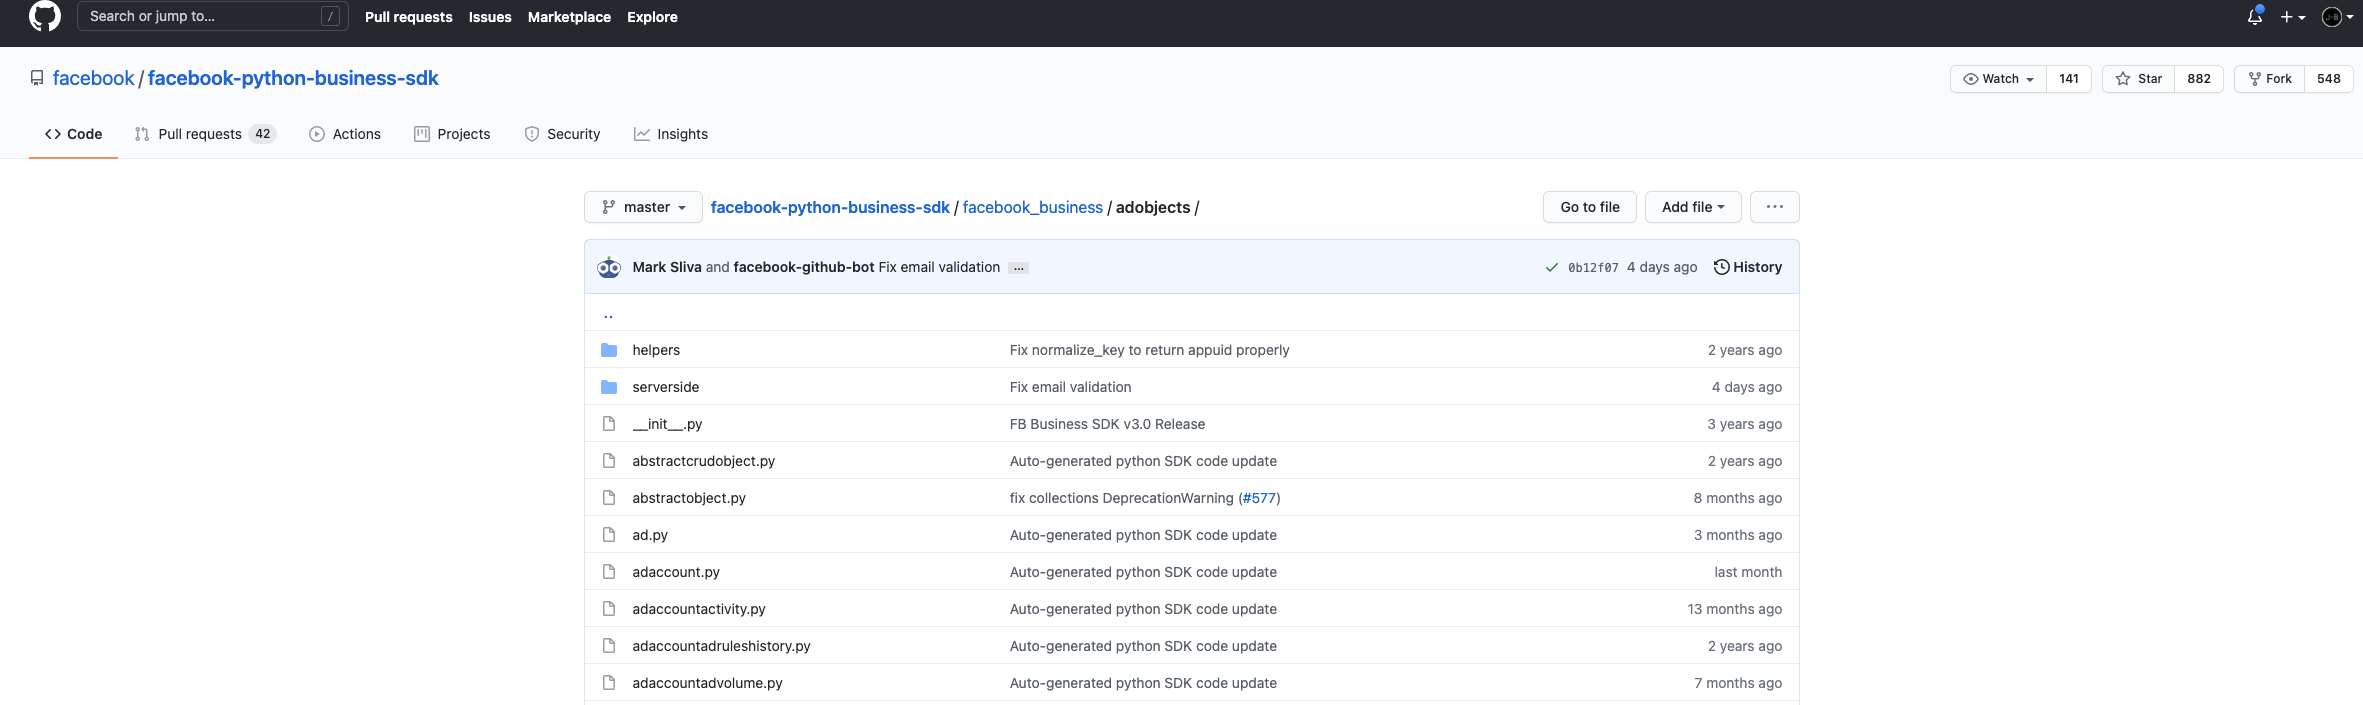 Search or jump to... /
Pull requests Issues Marketplace Explore
facebook / facebook-python-business-sdk
Watch 141 Star 882 Fork 548
Code Pull requests 42 Actions Projects Security Insights
master facebook-python-business-sdk / facebook_business / adobjects / Go to file Add file ...
Mark Sliva and facebook-github-bot Fix email validation ... 0b12f07 4 days ago History
..
helpers Fix normalize_key to return appuid properly 2 years ago
serverside Fix email validation 4 days ago
__init__.py FB Business SDK v3.0 Release 3 years ago
abstractcrudobject.py Auto-generated python SDK code update 2 years ago
abstractobject.py fix collections DeprecationWarning (#577) 8 months ago
ad.py Auto-generated python SDK code update 3 months ago
adaccount.py Auto-generated python SDK code update last month
adaccountactivity.py Auto-generated python SDK code update 13 months ago
adaccountadruleshistory.py Auto-generated python SDK code update 2 years ago
adaccountadvolume.py Auto-generated python SDK code update 7 months ago